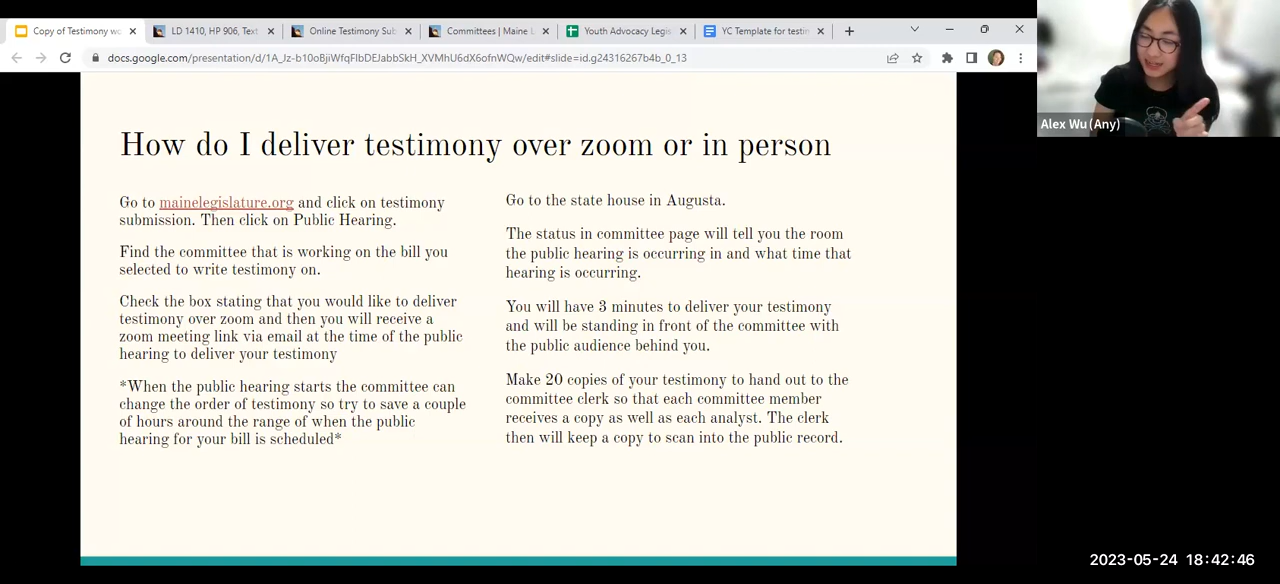 Copy of Testimony wo
LD 1410, HP 906, Text
Online Testimony Sub
Committees | Maine L
Youth Advocacy Legis
YC Template for testin
docs.google.com/presentation/d/1A_Jz-b10oBjiWfqFlbDEJabbSkH_XVMhU6dX6ofnWQw/edit#slide=id.g24316267b4b_0_13
Alex Wu (Any)
How do I deliver testimony over zoom or in person
Go to mainelegislature.org and click on testimony
submission. Then click on Public Hearing.
Find the committee that is working on the bill you
selected to write testimony on.
Check the box stating that you would like to deliver
testimony over zoom and then you will receive a
zoom meeting link via email at the time of the public
hearing to deliver your testimony
*When the public hearing starts the committee can
change the order of testimony so try to save a couple
of hours around the range of when the public
hearing for your bill is scheduled*
Go to the state house in Augusta.
The status in committee page will tell you the room
the public hearing is occurring in and what time that
hearing is occurring.
You will have 3 minutes to deliver your testimony
and will be standing in front of the committee with
the public audience behind you.
Make 20 copies of your testimony to hand out to the
committee clerk so that each committee member
receives a copy as well as each analyst. The clerk
then will keep a copy to scan into the public record.
2023-05-24 18:42:46